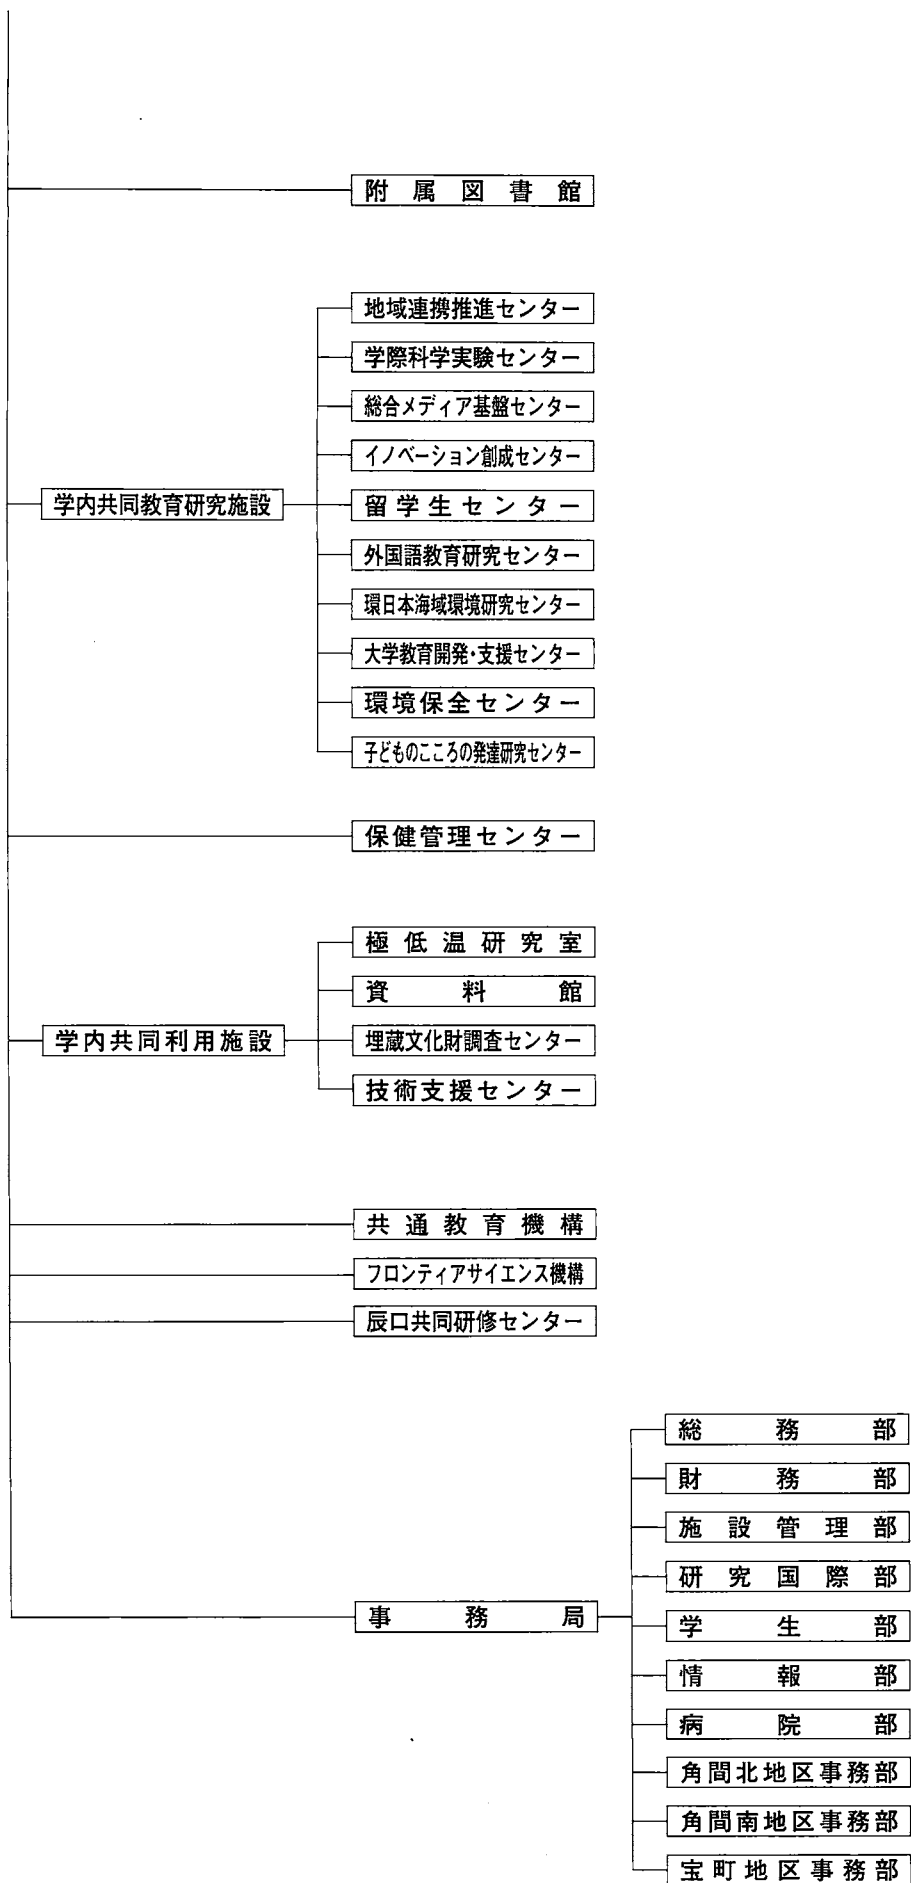 附属図書館
地域連携推進センター
学際科学実験センター
総合メディア基盤センター
イノベーション創成センター
学内共同教育研究施設
留学生センター
外国語教育研究センター
環日本海域環境研究センター
大学教育開発・支援センター
環境保全センター
子どものこころの発達研究センター
保健管理センター
極低温研究室
資料館
学内共同利用施設
埋蔵文化財調査センター
技術支援センター
共通教育機構
フロンティアサイエンス機構
辰口共同研修センター
総務部
財務部
施設管理部
研究国際部
事務局
学生部
情報部
病院部
角間北地区事務部
角間南地区事務部
宝町地区事務部